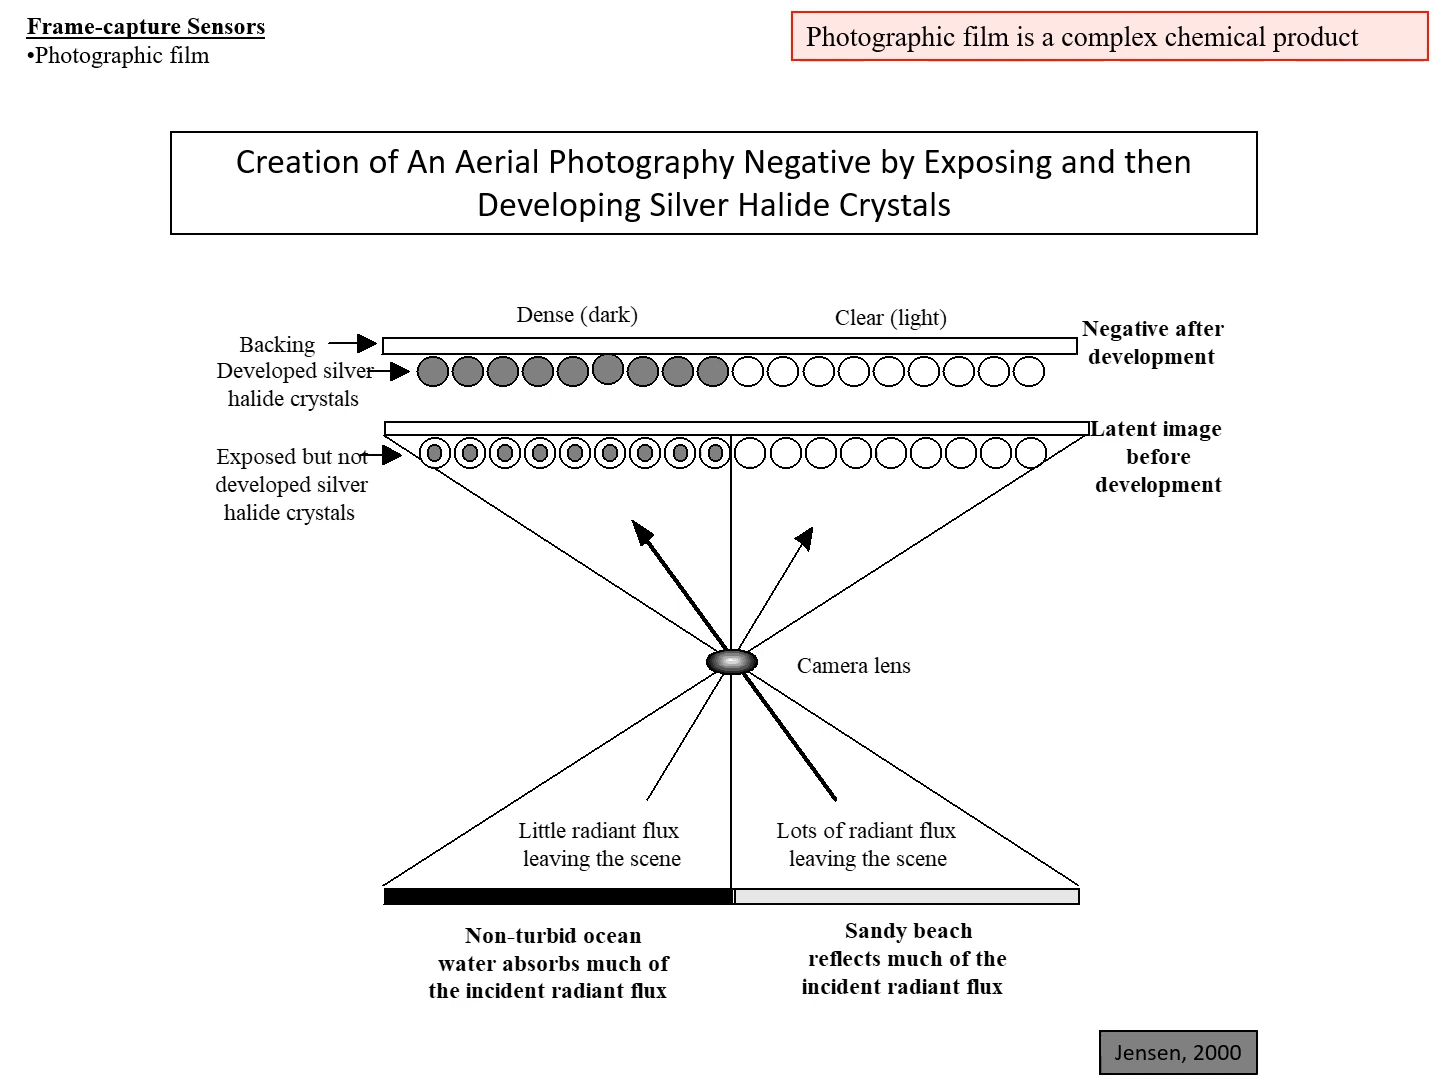 Frame-capture Sensors
•Photographic film
Photographic film is a complex chemical product
Creation of An Aerial Photography Negative by Exposing and then
Developing Silver Halide Crystals
Dense (dark)
Clear (light)
Backing
Negative after
development
Developed silver
halide crystals
Exposed but not
developed silver
halide crystals
Latent image
before
development
Camera lens
Little radiant flux
leaving the scene
Lots of radiant flux
leaving the scene
Non-turbid ocean
water absorbs much of
the incident radiant flux
Sandy beach
reflects much of the
incident radiant flux
Jensen, 2000